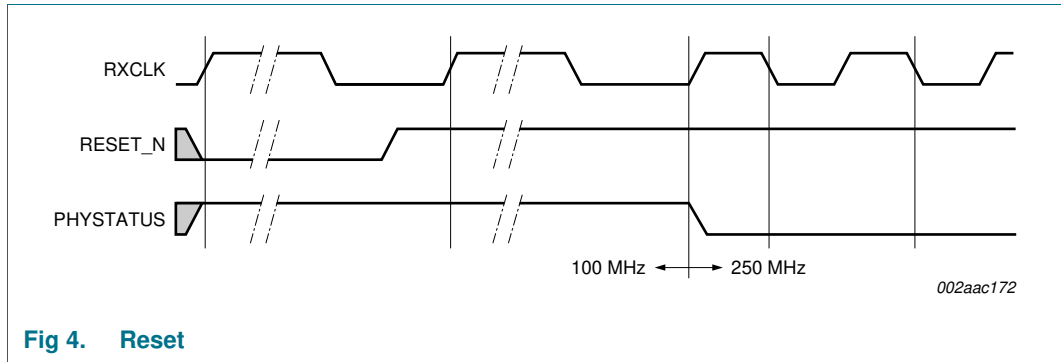 RXCLK
RESET_N
PHYSTATUS
100 MHz
250 MHz
002aac172
Fig 4. Reset